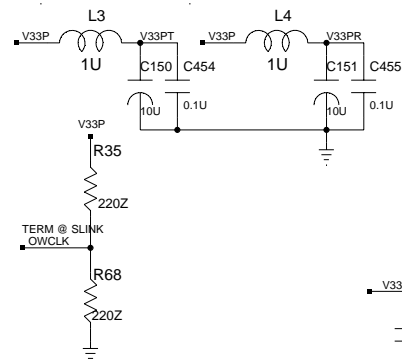 L3
L4
V33P
V33PT
V33P
V33PR
1U
C150
C454
1U
C151
C455
10U
0.1U
10U
0.1U
V33P
R35
220Z
TERM @ SLINK
OWCLK
R68
220Z
V33